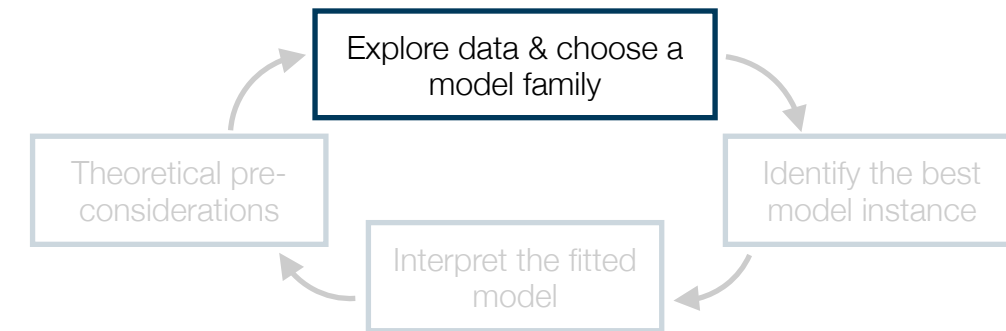 Explore data & choose a
model family
Theoretical pre-
considerations
Identify the best
model instance
Interpret the fitted
model